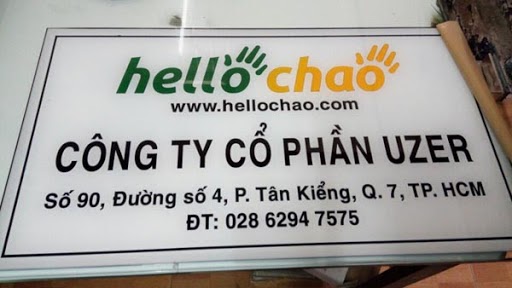 hello chao
www.hellochao.com
CÔNG TY CỔ PHẦN UZER
Số 90, Đường số 4, P. Tân Kiểng, Q. 7, TP. HCM
ĐT: 028 6294 7575